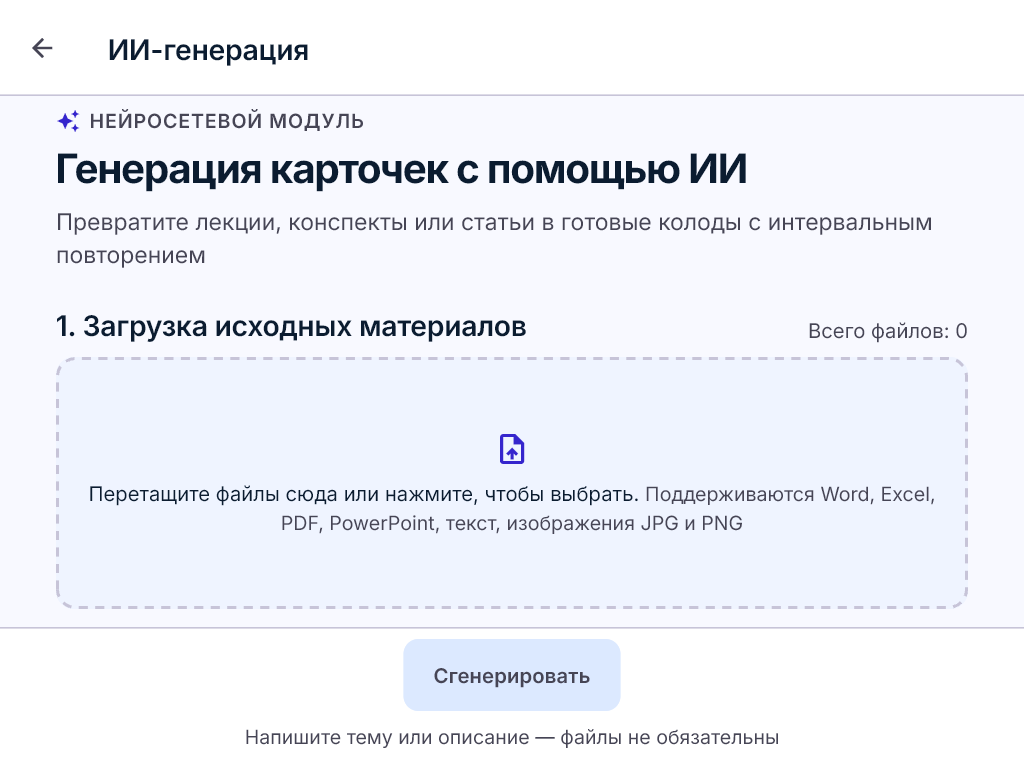 ИИ-генерация
НЕЙРОСЕТЕВОЙ МОДУЛЬ
Генерация карточек с помощью ИИ
Превратите лекции, конспекты или статьи в готовые колоды с интервальным
повторением
1. Загрузка исходных материалов
Всего файлов: 0
Перетащите файлы сюда или нажмите, чтобы выбрать. Поддерживаются Word, Excel,
PDF, PowerPoint, текст, изображения JPG и PNG
Сгенерировать
Напишите тему или описание — файлы не обязательны